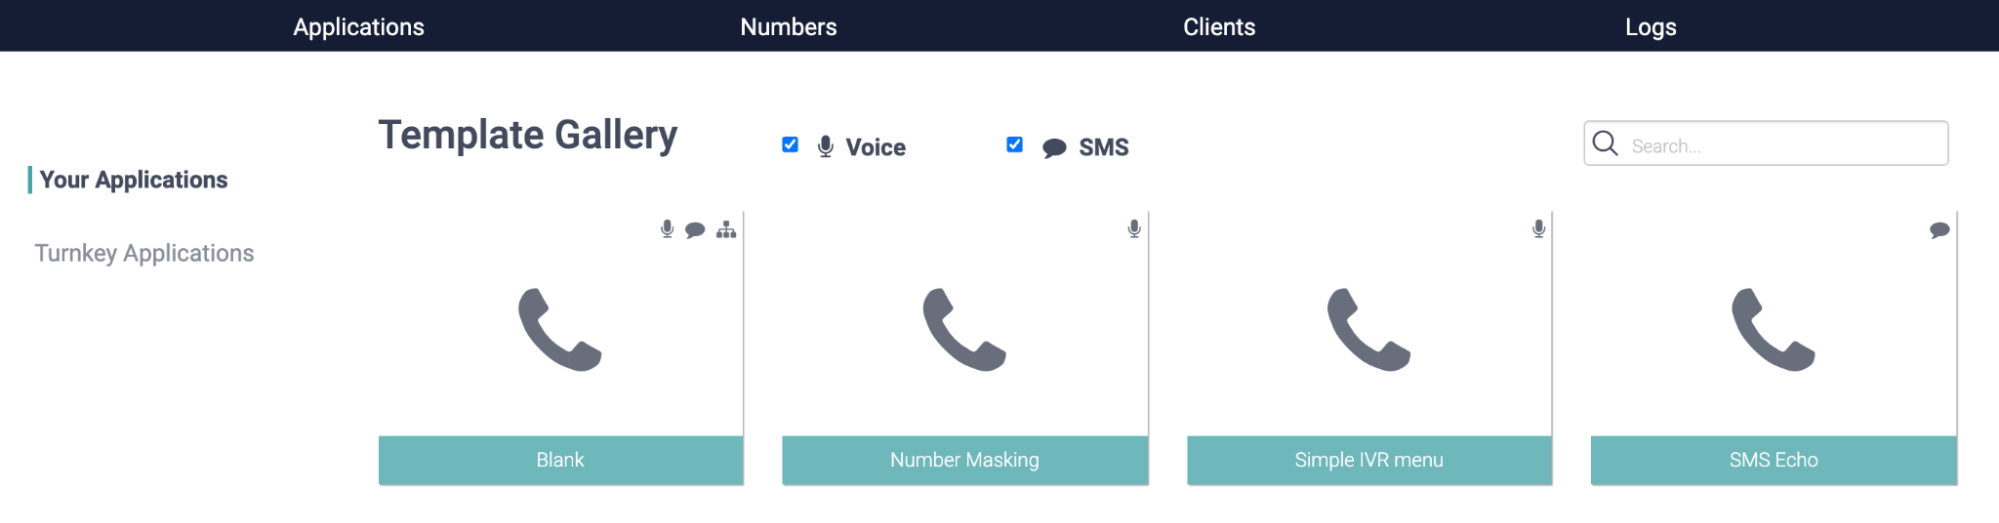 Applications Numbers Clients Logs
Template Gallery Voice SMS Search...
Your Applications
Turnkey Applications
Blank Number Masking Simple IVR menu SMS Echo